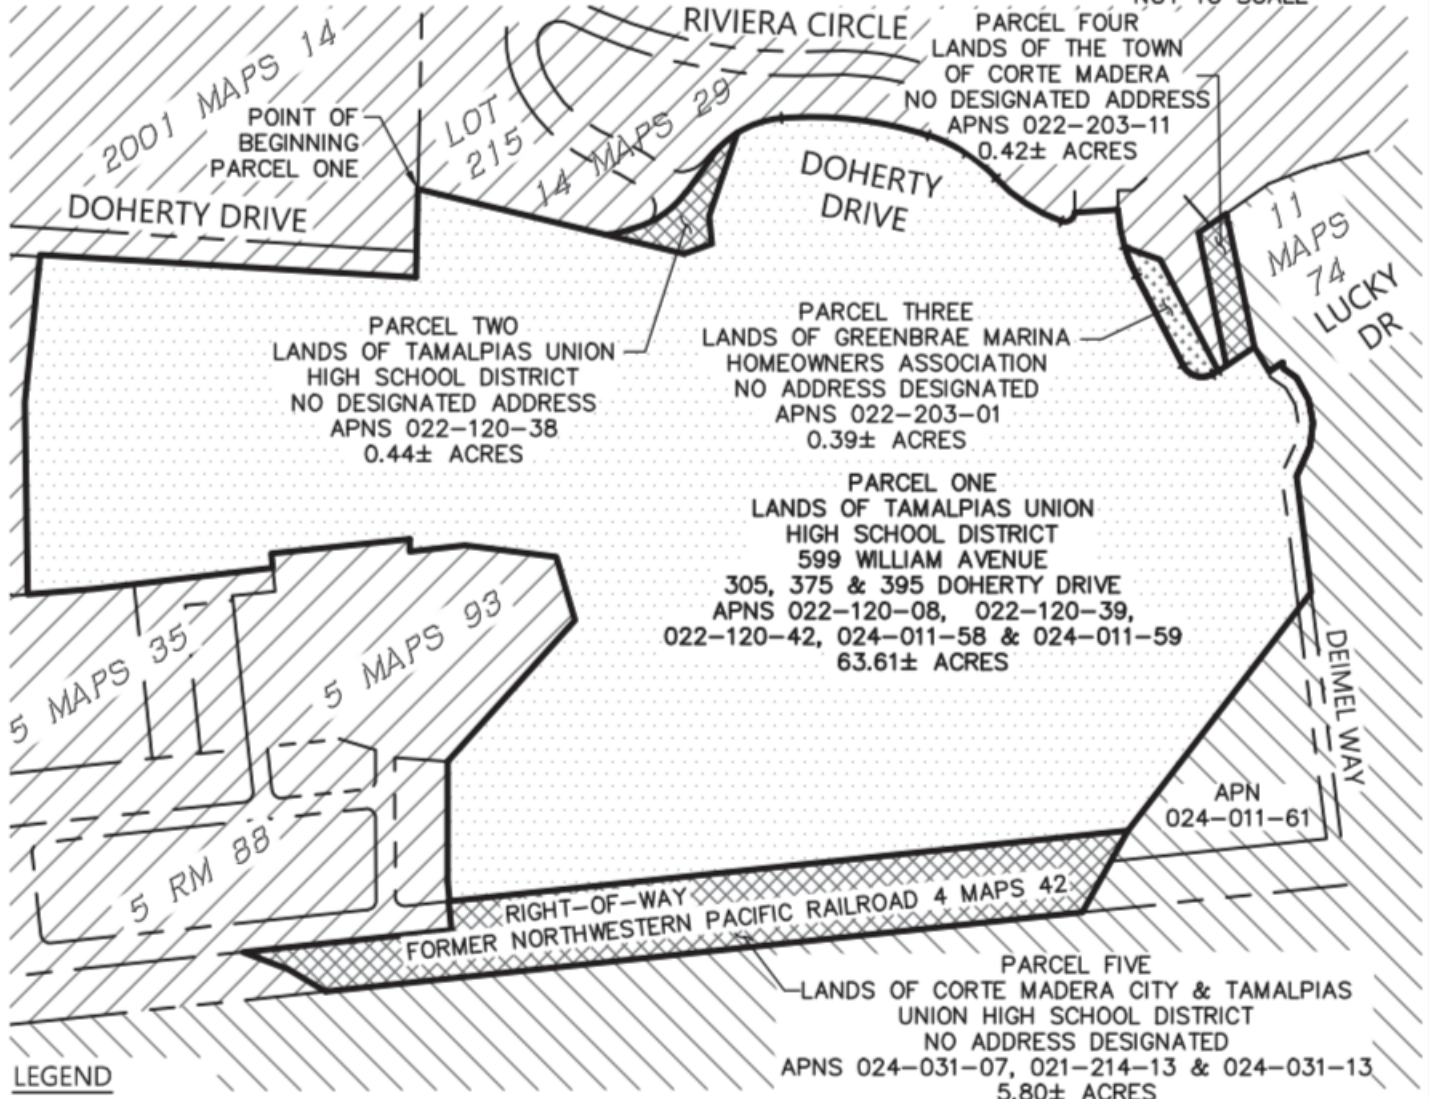 NOT TO SCALE
RIVIERA CIRCLE
PARCEL FOUR
LANDS OF THE TOWN
OF CORTE MADERA
NO DESIGNATED ADDRESS
APNS 022-203-11
0.42± ACRES
2001 MAPS 14
POINT OF
BEGINNING
PARCEL ONE
LOT
215
14 MAPS 29
DOHERTY DRIVE
DOHERTY
DRIVE
11
MAPS
74
LUCKY
DR
PARCEL TWO
LANDS OF TAMALPIAS UNION
HIGH SCHOOL DISTRICT
NO DESIGNATED ADDRESS
APNS 022-120-38
0.44± ACRES
PARCEL THREE
LANDS OF GREENBRAE MARINA
HOMEOWNERS ASSOCIATION
NO ADDRESS DESIGNATED
APNS 022-203-01
0.39± ACRES
PARCEL ONE
LANDS OF TAMALPIAS UNION
HIGH SCHOOL DISTRICT
599 WILLIAM AVENUE
305, 375 & 395 DOHERTY DRIVE
APNS 022-120-08, 022-120-39,
022-120-42, 024-011-58 & 024-011-59
63.61± ACRES
5 MAPS 35
5 MAPS 93
5 RM 88
DEIMEL WAY
APN
024-011-61
RIGHT-OF-WAY
FORMER NORTHWESTERN PACIFIC RAILROAD 4 MAPS 42
PARCEL FIVE
LANDS OF CORTE MADERA CITY & TAMALPIAS
UNION HIGH SCHOOL DISTRICT
NO ADDRESS DESIGNATED
APNS 024-031-07, 021-214-13 & 024-031-13
5.80± ACRES
LEGEND